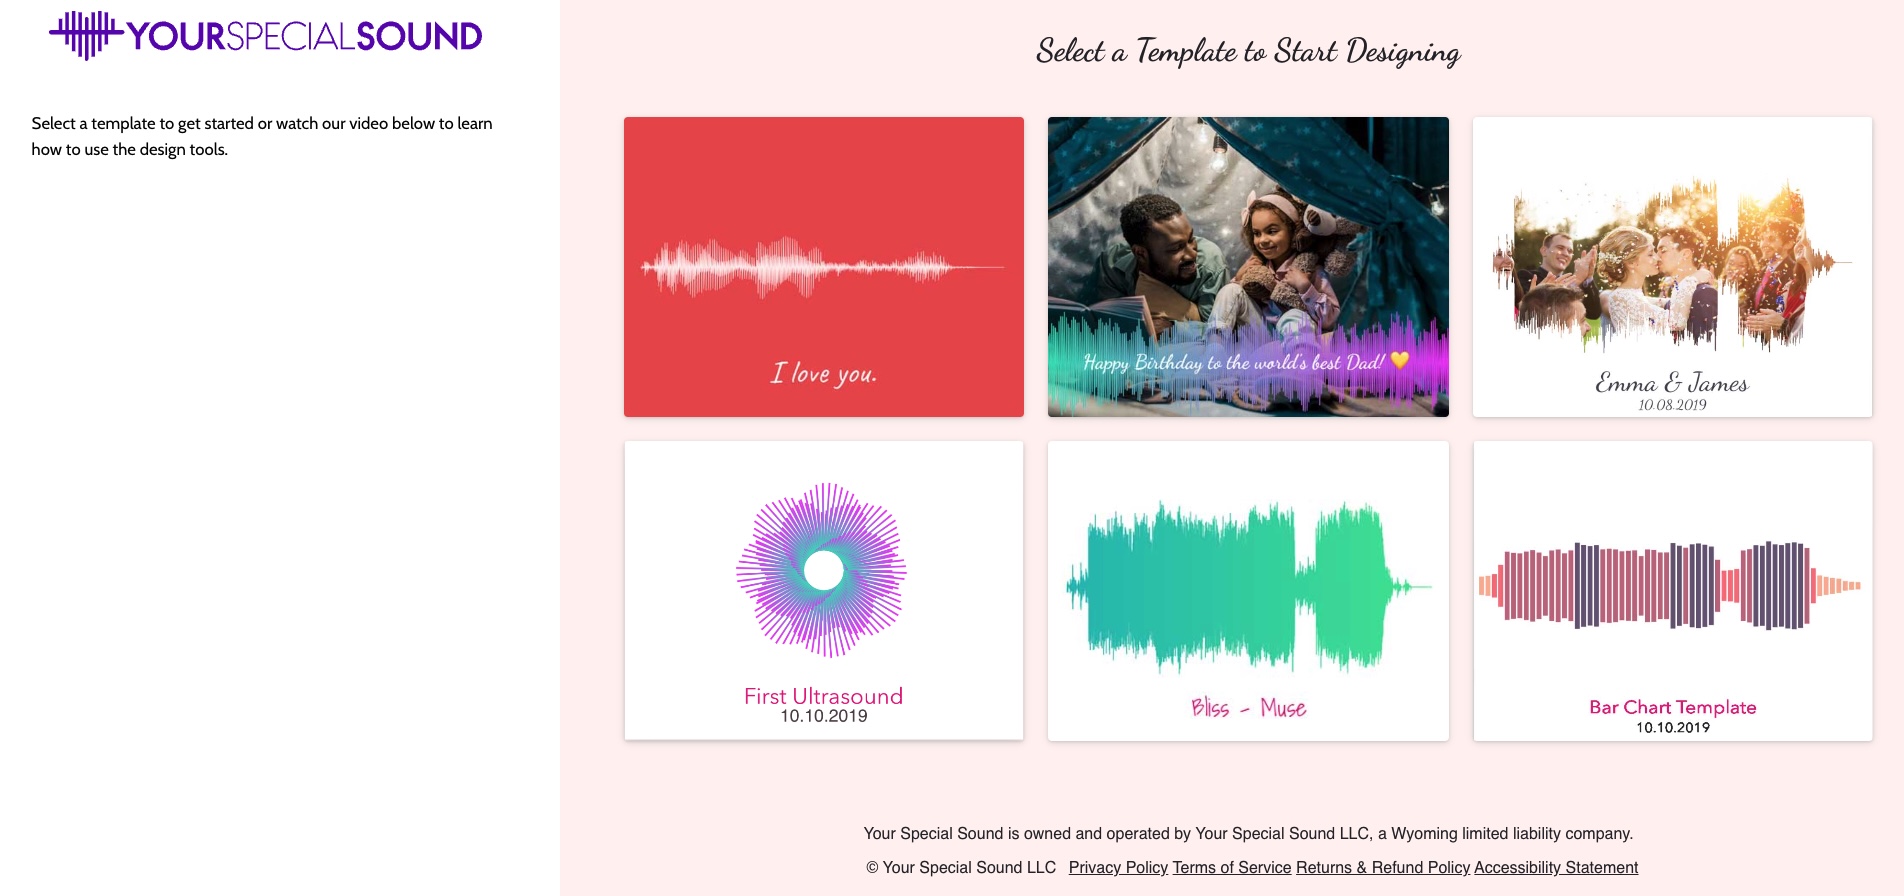 YOURSPECIALSOUND
Select a template to get started or watch our video below to learn
how to use the design tools.
Select a Template to Start Designing
I love you.
Happy Birthday to the world's best Dad! 💛
Emma & James
10.08.2019
First Ultrasound
10.10.2019
Bliss - Muse
Bar Chart Template
10.10.2019
Your Special Sound is owned and operated by Your Special Sound LLC, a Wyoming limited liability company.
© Your Special Sound LLC Privacy Policy Terms of Service Returns & Refund Policy Accessibility Statement